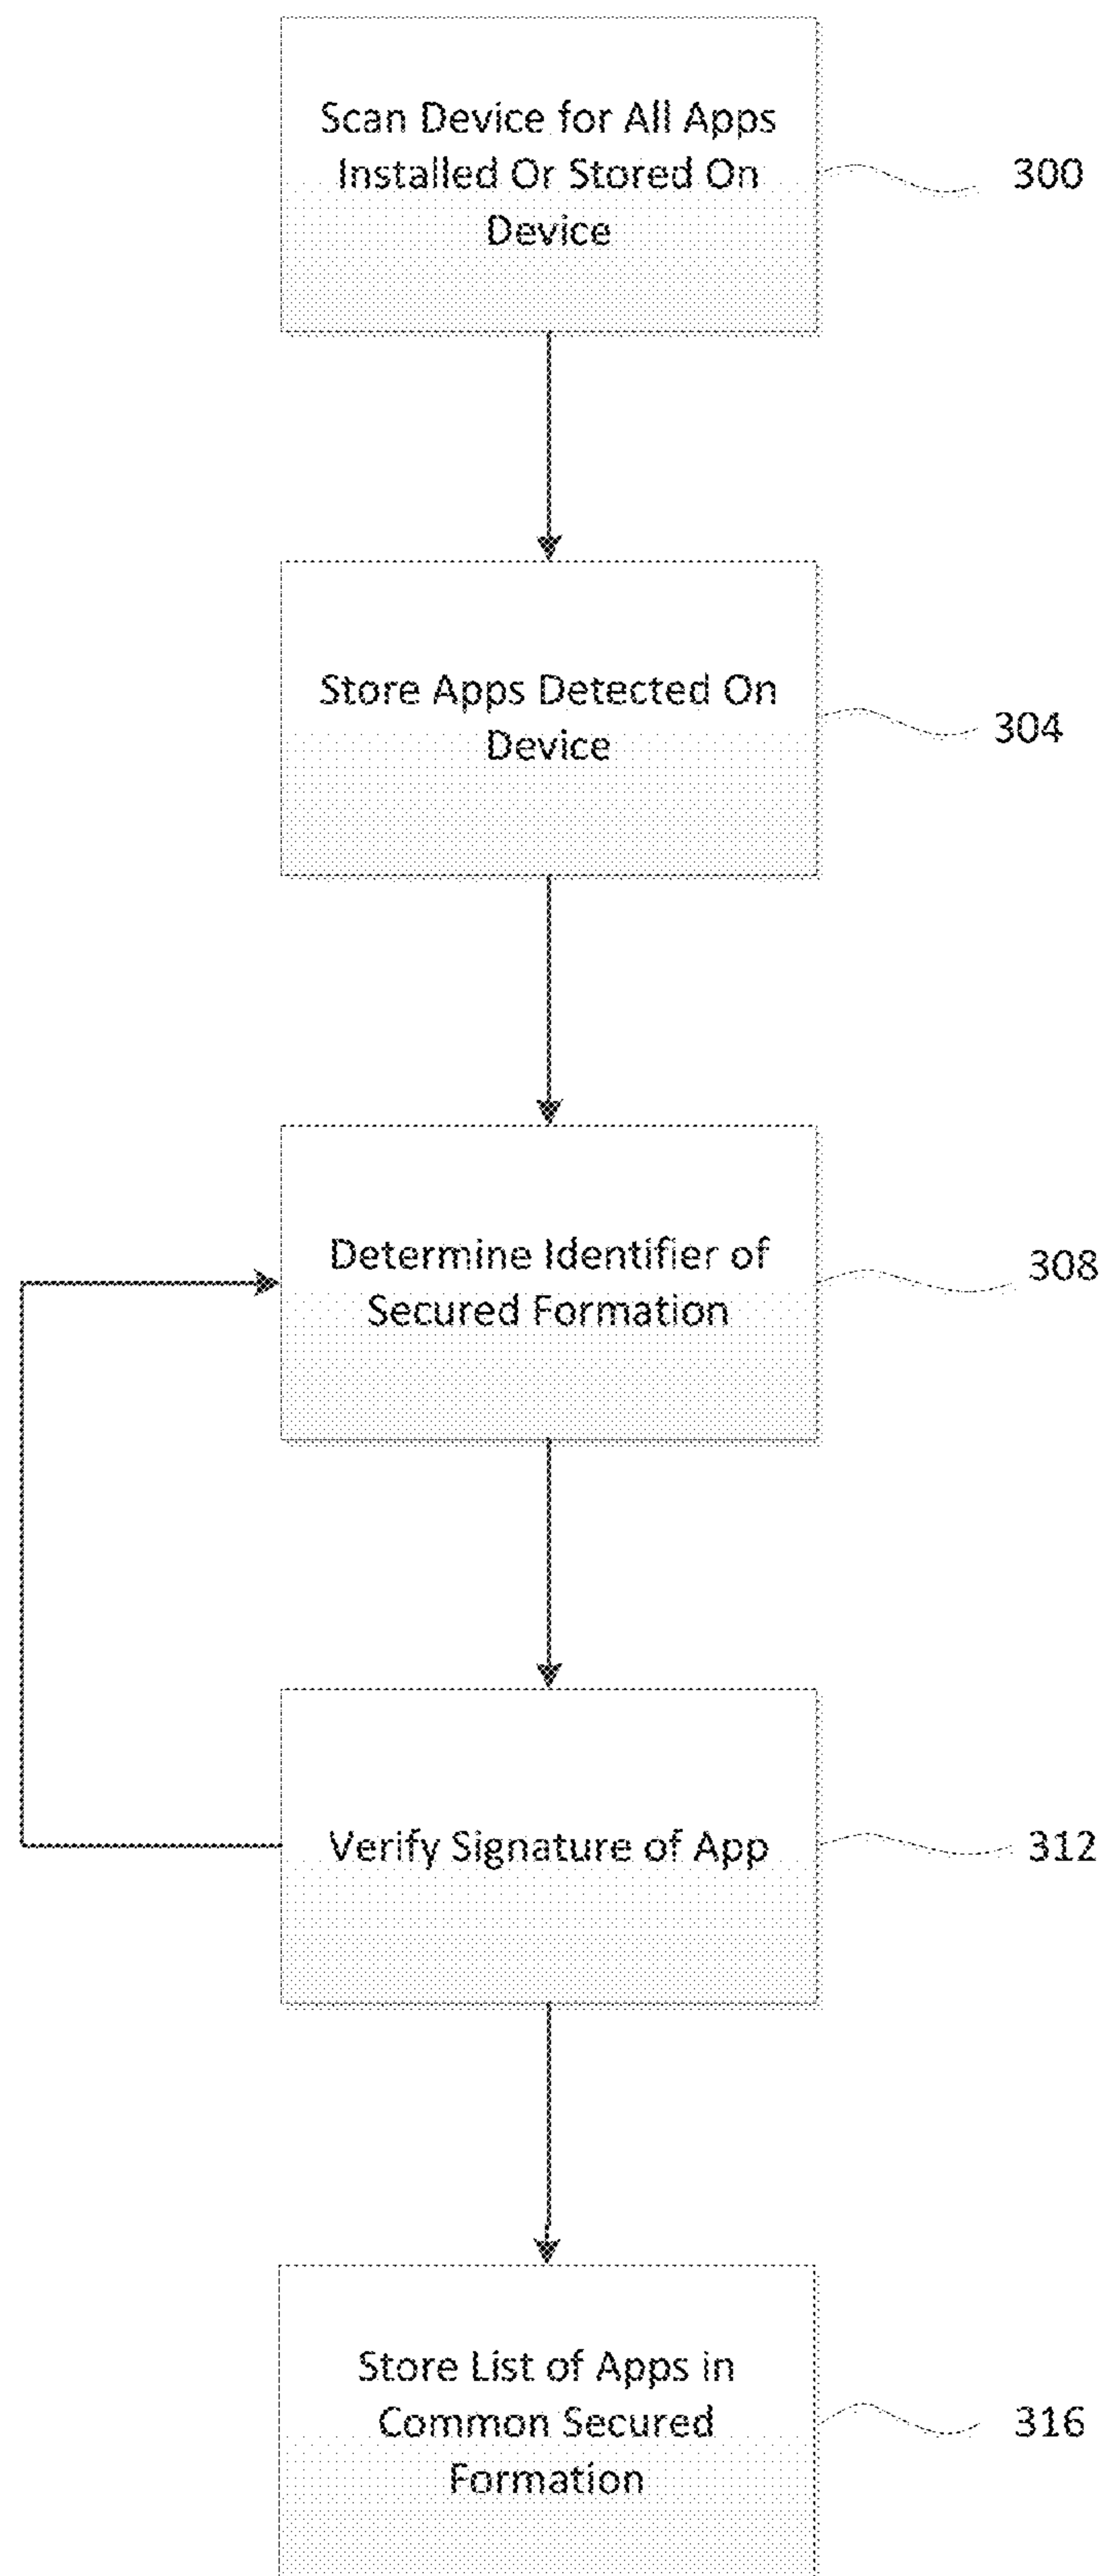 Scan Device for All Apps
Installed Or Stored On
Device
300
Store Apps Detected On
Device
304
Determine Identifier of
Secured Formation
308
Verify Signature of App
312
Store List of Apps in
Common Secured
Formation
316